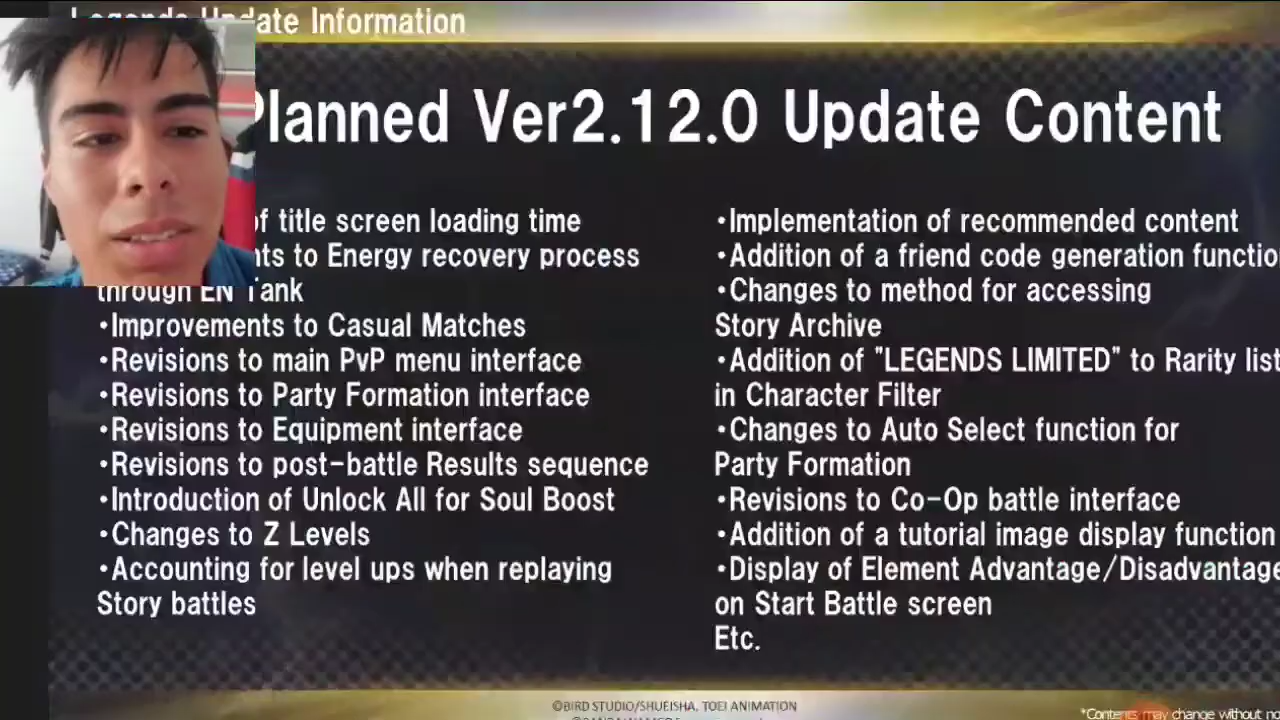 Legends Update Information
Planned Ver2.12.0 Update Content
of title screen loading time
to Energy recovery process
through EN Tank
・Improvements to Casual Matches
・Revisions to main PvP menu interface
・Revisions to Party Formation interface
・Revisions to Equipment interface
・Revisions to post-battle Results sequence
・Introduction of Unlock All for Soul Boost
・Changes to Z Levels
・Accounting for level ups when replaying
Story battles
・Implementation of recommended content
・Addition of a friend code generation functio
・Changes to method for accessing
Story Archive
・Addition of "LEGENDS LIMITED" to Rarity list
in Character Filter
・Changes to Auto Select function for
Party Formation
・Revisions to Co-Op battle interface
・Addition of a tutorial image display function
・Display of Element Advantage/Disadvantage
on Start Battle screen
Etc.
©BIRD STUDIO/SHUEISHA, TOEI ANIMATION
*Contents may change without no